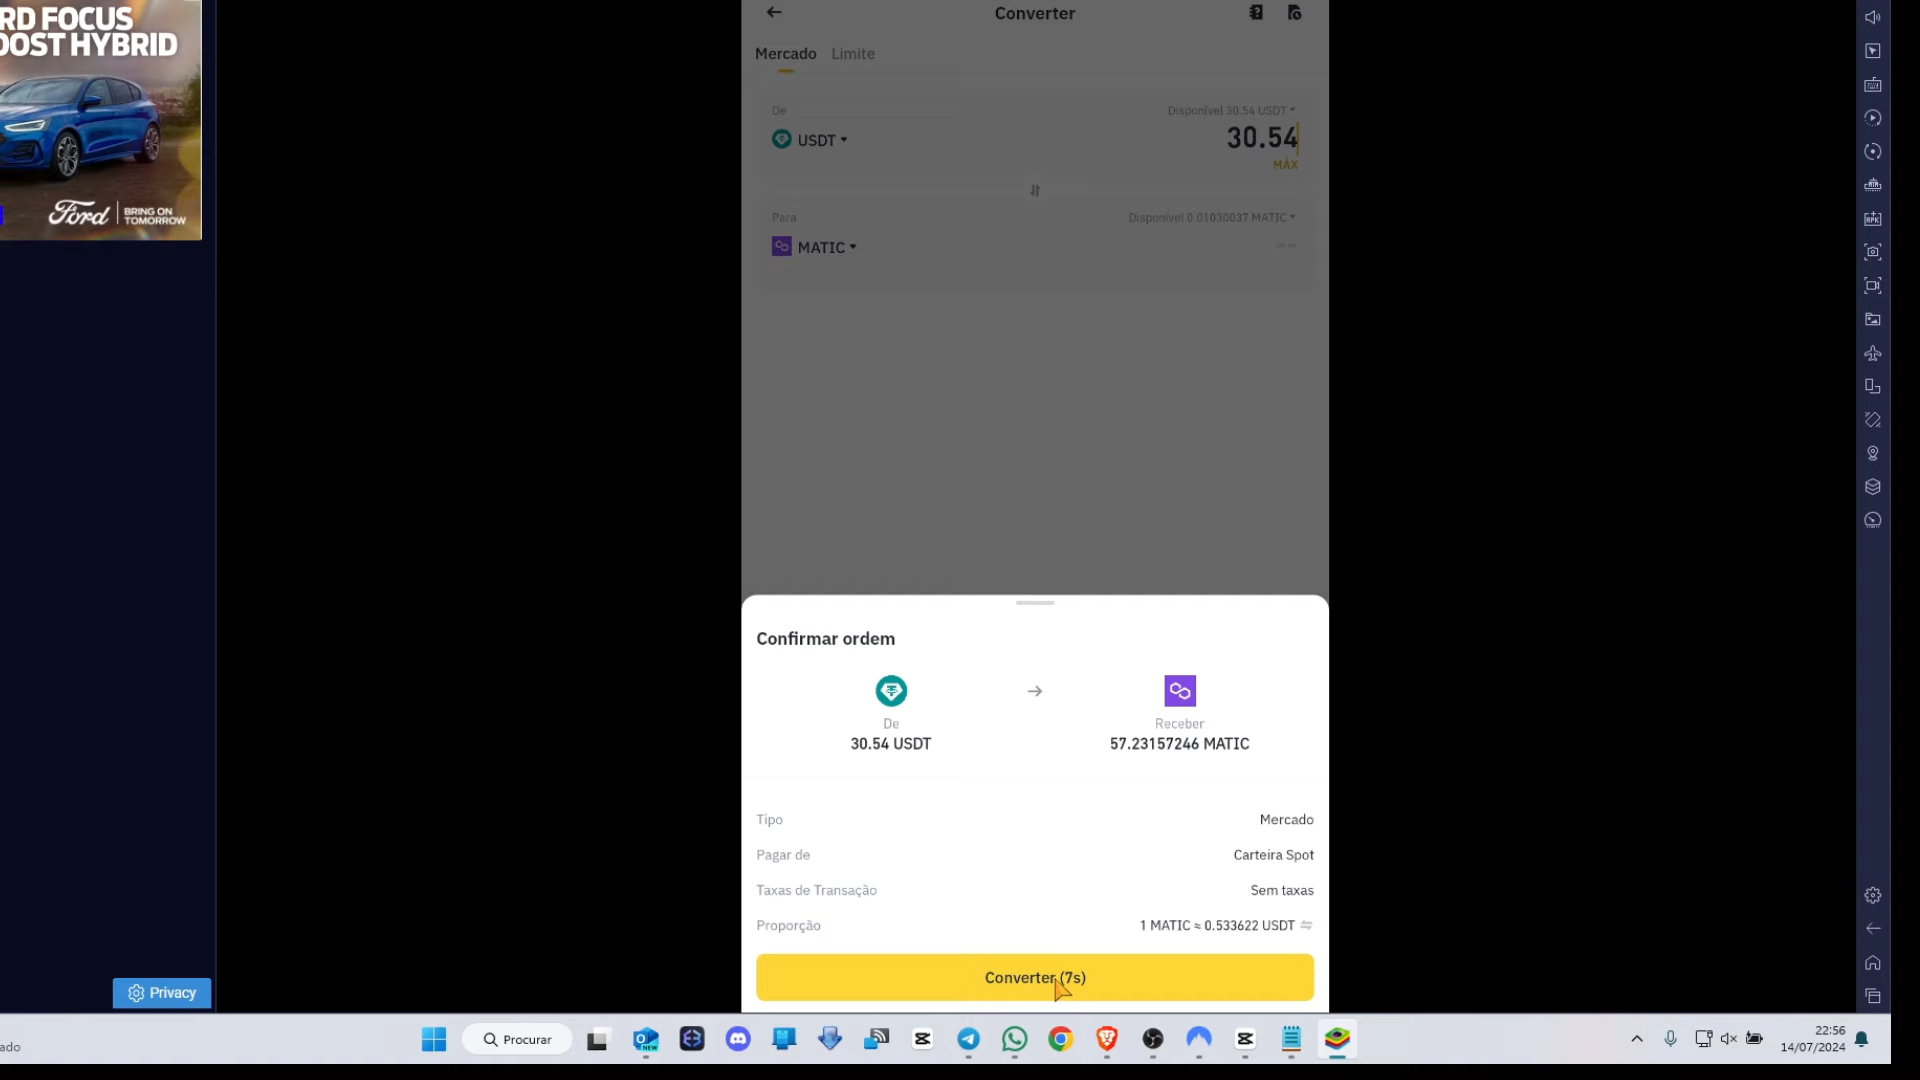 RD FOCUS
OOST HYBRID
Ford
BRING ON
TOMORROW
Privacy
ado
Converter
Mercado
Limite
De
Disponível 30.54 USDT
USDT
30.54
MÁX
Para
Disponível 0.01030037 MATIC
MATIC
Confirmar ordem
De
30.54 USDT
Receber
57.23157246 MATIC
Tipo
Mercado
Pagar de
Carteira Spot
Taxas de Transação
Sem taxas
Proporção
1 MATIC ≈ 0.533622 USDT
Converter (7s)
Procurar
NEW
22:56
14/07/2024